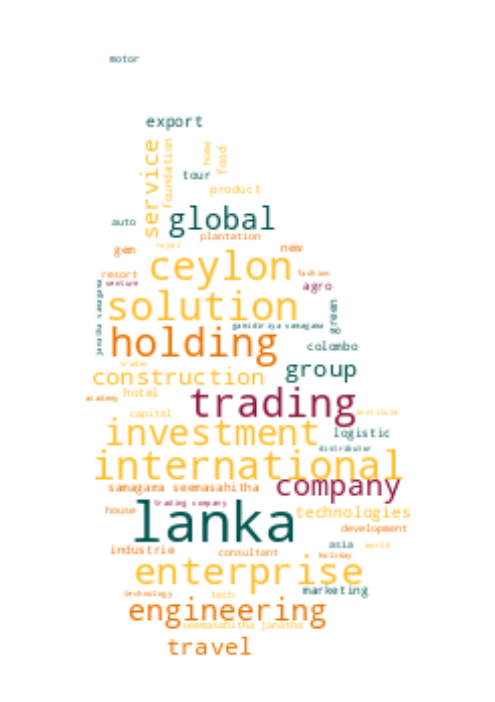 motor
export
service
foundation
home
food
tour
product
auto
global
plantation
royal
gem
new
ceylon
resort
fashion
venture
agro
janatha samagama
solution
green
gamidiriya samagama
holding
colombo
trader
group
construction
academy
hotel
trading
capital
institute
investment
logistic
distributor
international
samagama seemasahitha
company
trading company
house
lanka
technologies
development
asia
world
industrie
consultant
holiday
enterprise
technology
tech
marketing
engineering
seemasahitha janatha
travel